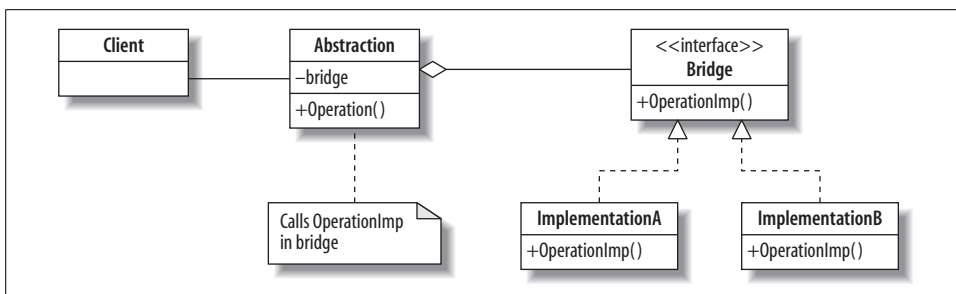 Client
Abstraction
–bridge
+Operation()
<<interface>>
Bridge
+OperationImp()
Calls OperationImp
in bridge
ImplementationA
+OperationImp()
ImplementationB
+OperationImp()